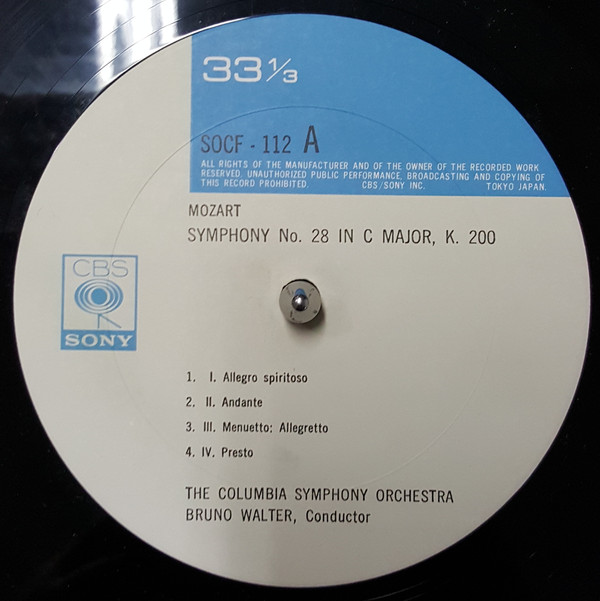 33 1/3
SOCF - 112 A
ALL RIGHTS OF THE MANUFACTURER AND OF THE OWNER OF THE RECORDED WORK
RESERVED. UNAUTHORIZED PUBLIC PERFORMANCE, BROADCASTING AND COPYING OF
THIS RECORD PROHIBITED. CBS/SONY INC. TOKYO JAPAN.
MOZART
SYMPHONY No. 28 IN C MAJOR, K. 200
CBS
SONY
1. I. Allegro spiritoso
2. II. Andante
3. III. Menuetto; Allegretto
4. IV. Presto
THE COLUMBIA SYMPHONY ORCHESTRA
BRUNO WALTER, Conductor